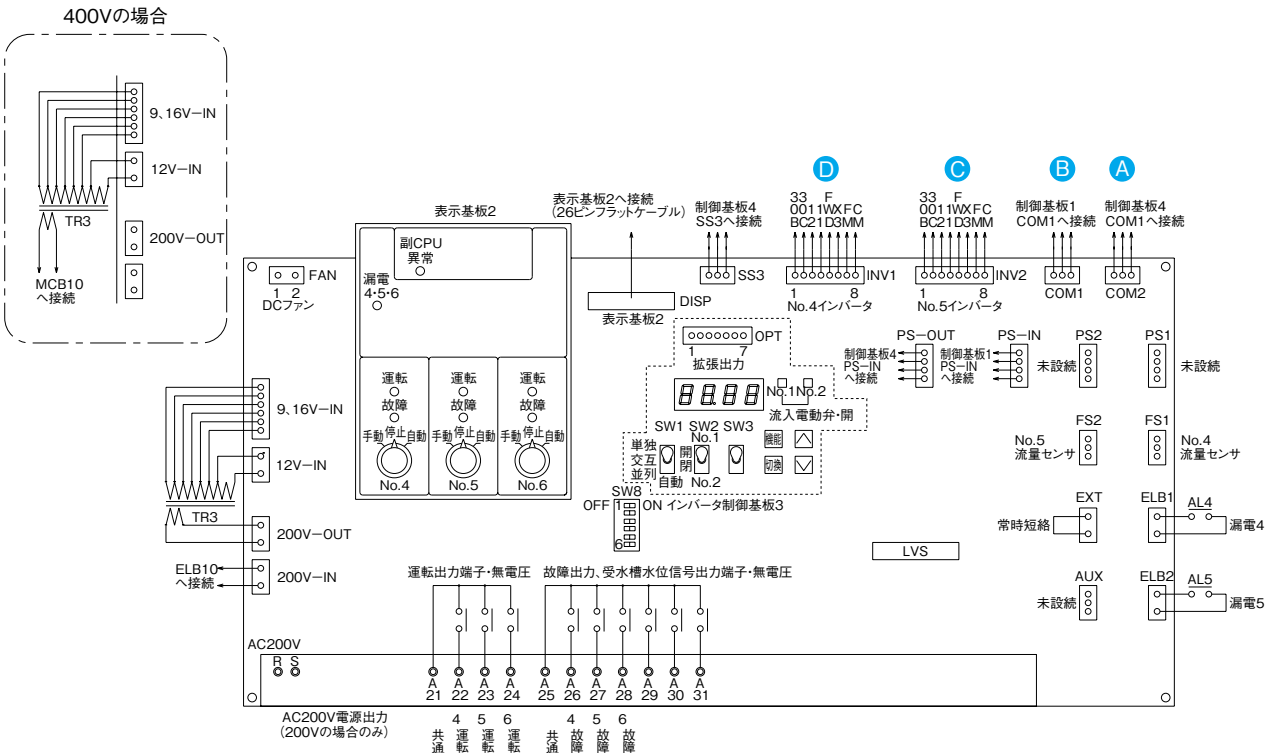 400Vの場合
9、16V-IN
12V-IN
TR3
200V-OUT
MCB10
へ接続
FAN
1 2
DCファン
表示基板2
副CPU
異常
漏電
4・5・6
運転
故障
手動 停止 自動
No.4
運転
故障
手動 停止 自動
No.5
運転
故障
手動 停止 自動
No.6
表示基板2へ接続
(26ピンフラットケーブル)
DISP
表示基板2
制御基板4
SS3へ接続
SS3
D
33 F
0011WXFC
BC21D3MM
INV1
1 8
No.4インバータ
C
33 F
0011WXFC
BC21D3MM
INV2
1 8
No.5インバータ
B
制御基板1
COM1へ接続
COM1
A
制御基板4
COM1へ接続
COM2
OPT
1 7
拡張出力
88.88
No.1 No.2
流入電動弁・開
SW1 SW2 SW3
単独
交互
並列
自動
No.1
開
閉
No.2
機能
切換
SW8
OFF 1 ON
6
インバータ制御基板3
PS-OUT
制御基板4
PS-IN
へ接続
PS-IN
制御基板1
PS-IN
へ接続
PS2
未設続
PS1
未設続
FS2
No.5
流量センサ
FS1
No.4
流量センサ
EXT
常時短絡
ELB1
AL4
漏電4
LVS
AUX
未設続
ELB2
AL5
漏電5
9、16V-IN
12V-IN
TR3
200V-OUT
ELB10
へ接続
200V-IN
運転出力端子・無電圧
故障出力、受水槽水位信号出力端子・無電圧
AC200V
R S
A21 A22 A23 A24 A25 A26 A27 A28 A29 A30 A31
AC200V電源出力
(200Vの場合のみ)
共通
4運転
5運転
6運転
共通
4故障
5故障
6故障